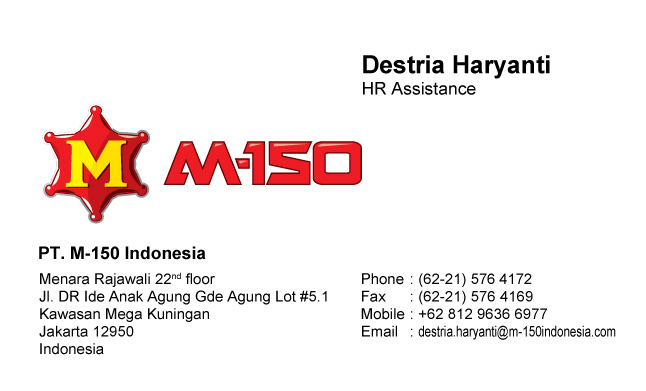 Destria Haryanti
HR Assistance
M
M-150
PT. M-150 Indonesia
Menara Rajawali 22nd floor
Jl. DR Ide Anak Agung Gde Agung Lot #5.1
Kawasan Mega Kuningan
Jakarta 12950
Indonesia
Phone : (62-21) 576 4172
Fax : (62-21) 576 4169
Mobile : +62 812 9636 6977
Email : destria.haryanti@m-150indonesia.com